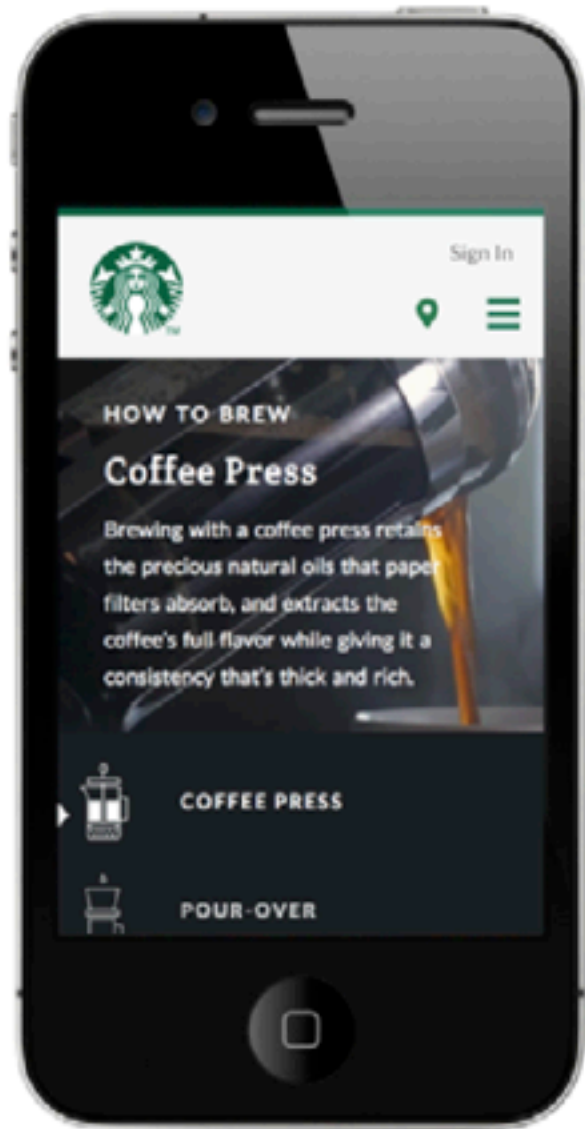 Sign In
HOW TO BREW
Coffee Press
Brewing with a coffee press retains
the precious natural oils that paper
filters absorb, and extracts the
coffee's full flavor while giving it a
consistency that's thick and rich.
COFFEE PRESS
POUR-OVER